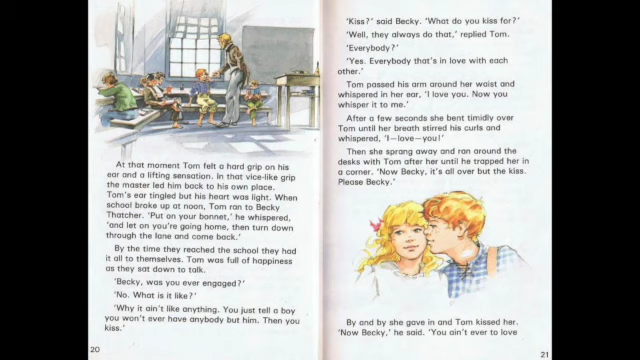 At that moment Tom felt a hard grip on his
ear and a lifting sensation. In that vice-like grip
the master led him back to his own place.
Tom's ear tingled but his heart was light. When
school broke up at noon, Tom ran to Becky
Thatcher. 'Put on your bonnet,' he whispered,
'and let on you're going home, then turn down
through the lane and come back.'
By the time they reached the school they had
it all to themselves. Tom was full of happiness
as they sat down to talk.
'Becky, was you ever engaged?'
'No. What is it like?'
'Why it ain't like anything. You just tell a boy
you won't ever have anybody but him. Then you
kiss.'
20
'Kiss?' said Becky. 'What do you kiss for?'
'Well, they always do that,' replied Tom.
'Everybody?'
'Yes. Everybody that's in love with each
other.'
Tom passed his arm around her waist and
whispered in her ear, 'I love you. Now you
whisper it to me.'
After a few seconds she bent timidly over
Tom until her breath stirred his curls and
whispered, 'I—love—you!'
Then she sprang away and ran around the
desks with Tom after her until he trapped her in
a corner. 'Now Becky, it's all over but the kiss.
Please Becky.'
By and by she gave in and Tom kissed her.
'Now Becky,' he said. 'You ain't ever to love
21